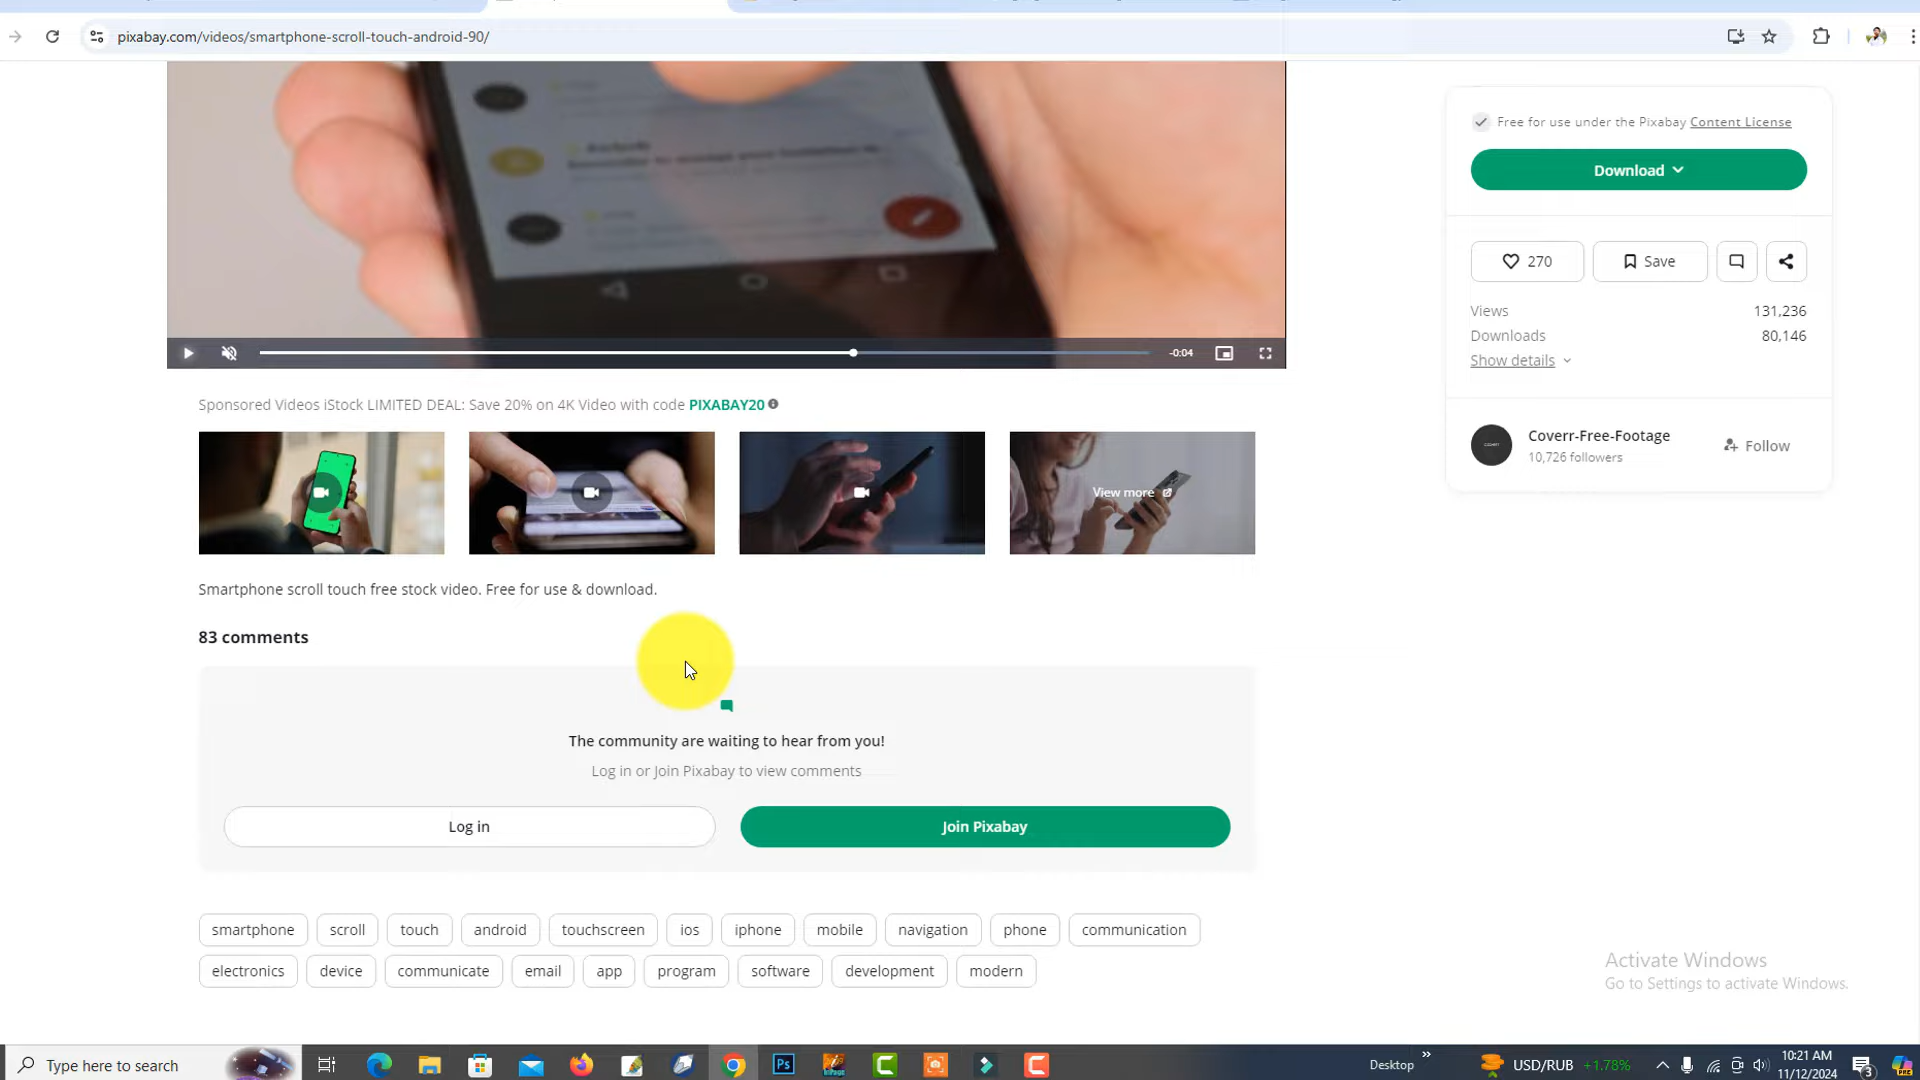 pixabay.com/videos/smartphone-scroll-touch-android-90/
Free for use under the Pixabay Content License
Download
270
Save
Views 131,236
Downloads 80,146
Show details
-0:04
Sponsored Videos iStock LIMITED DEAL: Save 20% on 4K Video with code PIXABAY20
Coverr-Free-Footage
10,726 followers
Follow
View more
Smartphone scroll touch free stock video. Free for use & download.
83 comments
The community are waiting to hear from you!
Log in or Join Pixabay to view comments
Log in
Join Pixabay
smartphone scroll touch android touchscreen ios iphone mobile navigation phone communication
electronics device communicate email app program software development modern
Activate Windows
Go to Settings to activate Windows.
Type here to search
Ps
Desktop
USD/RUB +1.78%
10:21 AM
11/12/2024
3